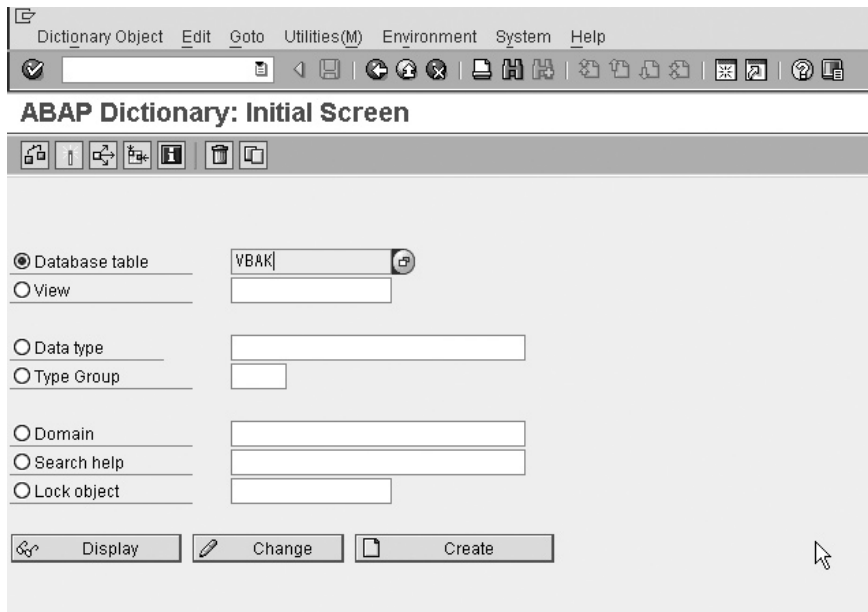 Dictionary Object Edit Goto Utilities(M) Environment System Help
ABAP Dictionary: Initial Screen
Database table VBAK
View
Data type
Type Group
Domain
Search help
Lock object
Display Change Create